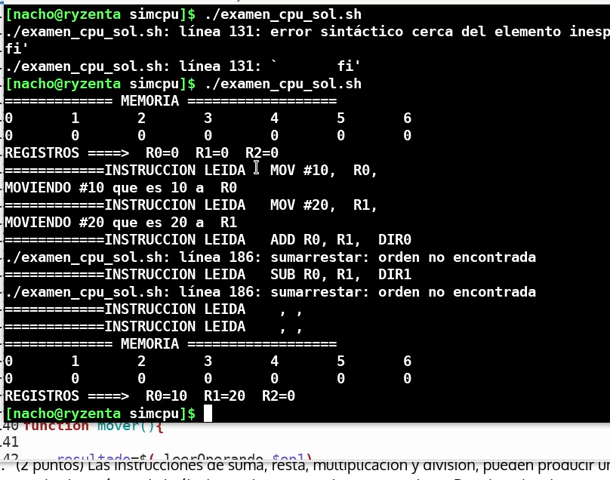 [nacho@ryzenta simcpu]$ ./examen_cpu_sol.sh
./examen_cpu_sol.sh: línea 131: error sintáctico cerca del elemento
fi'
./examen_cpu_sol.sh: línea 131: `       fi'
[nacho@ryzenta simcpu]$ ./examen_cpu_sol.sh
============= MEMORIA ==================
0 1 2 3 4 5 6
0 0 0 0 0 0 0
REGISTROS ====> R0=0 R1=0 R2=0
============INSTRUCCION LEIDA MOV #10, R0,
MOVIENDO #10 que es 10 a R0
============INSTRUCCION LEIDA MOV #20, R1,
MOVIENDO #20 que es 20 a R1
============INSTRUCCION LEIDA ADD R0, R1, DIR0
./examen_cpu_sol.sh: línea 186: sumarrestar: orden no encontrada
============INSTRUCCION LEIDA SUB R0, R1, DIR1
./examen_cpu_sol.sh: línea 186: sumarrestar: orden no encontrada
============INSTRUCCION LEIDA , ,
============INSTRUCCION LEIDA , ,
============= MEMORIA ==================
0 1 2 3 4 5 6
0 0 0 0 0 0 0
REGISTROS ====> R0=10 R1=20 R2=0
[nacho@ryzenta simcpu]$
40 function mover(){
41
42 resultado=$( leerOperando $op1)
(2 puntos) Las instrucciones de suma, resta, multiplicación y división, pueden producir